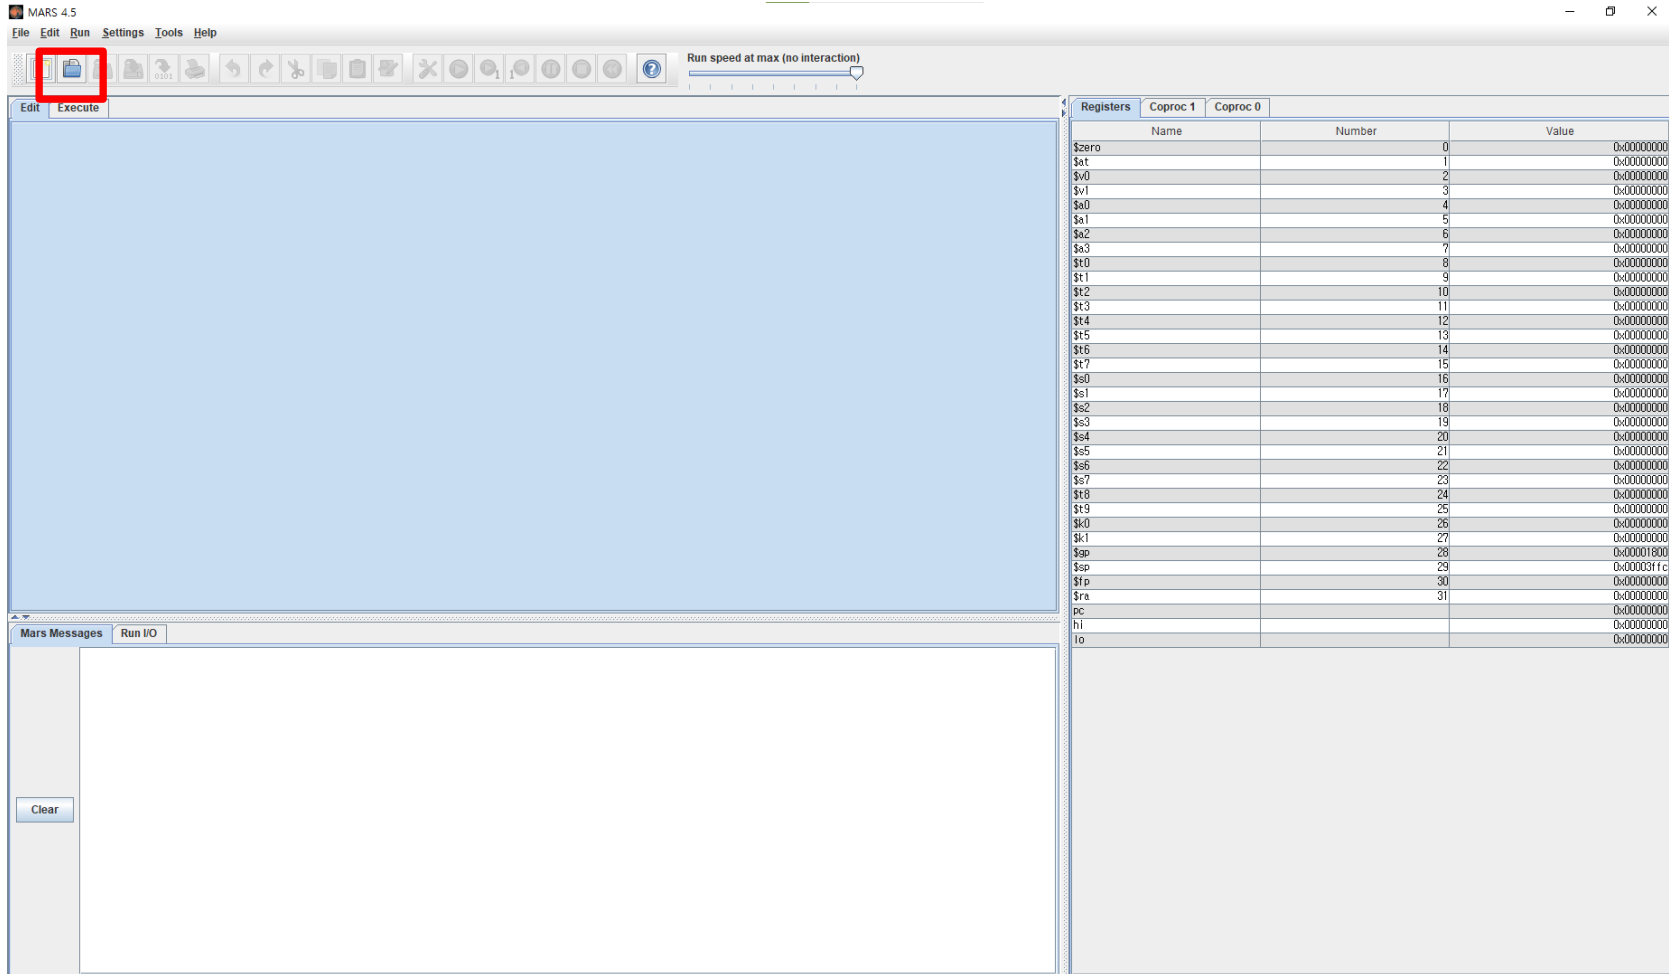 MARS 4.5
File Edit Run Settings Tools Help
Run speed at max (no interaction)
0101
1
1
?
Edit Execute
Registers Coproc 1 Coproc 0
Name Number Value
$zero 0 0x00000000
$at 1 0x00000000
$v0 2 0x00000000
$v1 3 0x00000000
$a0 4 0x00000000
$a1 5 0x00000000
$a2 6 0x00000000
$a3 7 0x00000000
$t0 8 0x00000000
$t1 9 0x00000000
$t2 10 0x00000000
$t3 11 0x00000000
$t4 12 0x00000000
$t5 13 0x00000000
$t6 14 0x00000000
$t7 15 0x00000000
$s0 16 0x00000000
$s1 17 0x00000000
$s2 18 0x00000000
$s3 19 0x00000000
$s4 20 0x00000000
$s5 21 0x00000000
$s6 22 0x00000000
$s7 23 0x00000000
$t8 24 0x00000000
$t9 25 0x00000000
$k0 26 0x00000000
$k1 27 0x00000000
$gp 28 0x00001800
$sp 29 0x00003ffc
$fp 30 0x00000000
$ra 31 0x00000000
pc 0x00000000
hi 0x00000000
lo 0x00000000
Mars Messages Run I/O
Clear